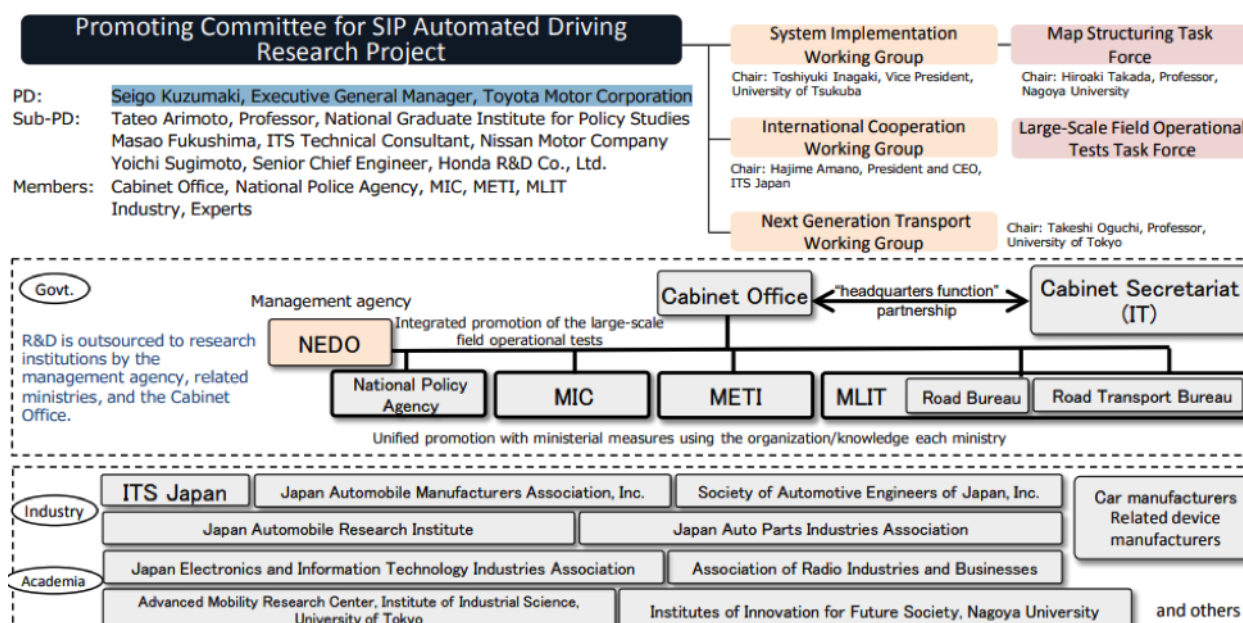 Promoting Committee for SIP Automated Driving
Research Project
PD: Seigo Kuzumaki, Executive General Manager, Toyota Motor Corporation
Sub-PD: Tateo Arimoto, Professor, National Graduate Institute for Policy Studies
Masao Fukushima, ITS Technical Consultant, Nissan Motor Company
Yoichi Sugimoto, Senior Chief Engineer, Honda R&D Co., Ltd.
Members: Cabinet Office, National Police Agency, MIC, METI, MLIT
Industry, Experts
System Implementation
Working Group
Chair: Toshiyuki Inagaki, Vice President,
University of Tsukuba
Map Structuring Task
Force
Chair: Hiroaki Takada, Professor,
Nagoya University
International Cooperation
Working Group
Chair: Hajime Amano, President and CEO,
ITS Japan
Large-Scale Field Operational
Tests Task Force
Next Generation Transport
Working Group
Chair: Takeshi Oguchi, Professor,
University of Tokyo
Govt.
R&D is outsourced to research
institutions by the
management agency, related
ministries, and the Cabinet
Office.
Management agency
NEDO
Integrated promotion of the large-scale
field operational tests
Cabinet Office
"headquarters function"
partnership
Cabinet Secretariat
(IT)
National Policy
Agency
MIC
METI
MLIT
Road Bureau
Road Transport Bureau
Unified promotion with ministerial measures using the organization/knowledge each ministry
Industry
ITS Japan
Japan Automobile Manufacturers Association, Inc.
Society of Automotive Engineers of Japan, Inc.
Car manufacturers
Related device
manufacturers
Japan Automobile Research Institute
Japan Auto Parts Industries Association
Academia
Japan Electronics and Information Technology Industries Association
Association of Radio Industries and Businesses
Advanced Mobility Research Center, Institute of Industrial Science,
University of Tokyo
Institutes of Innovation for Future Society, Nagoya University
and others